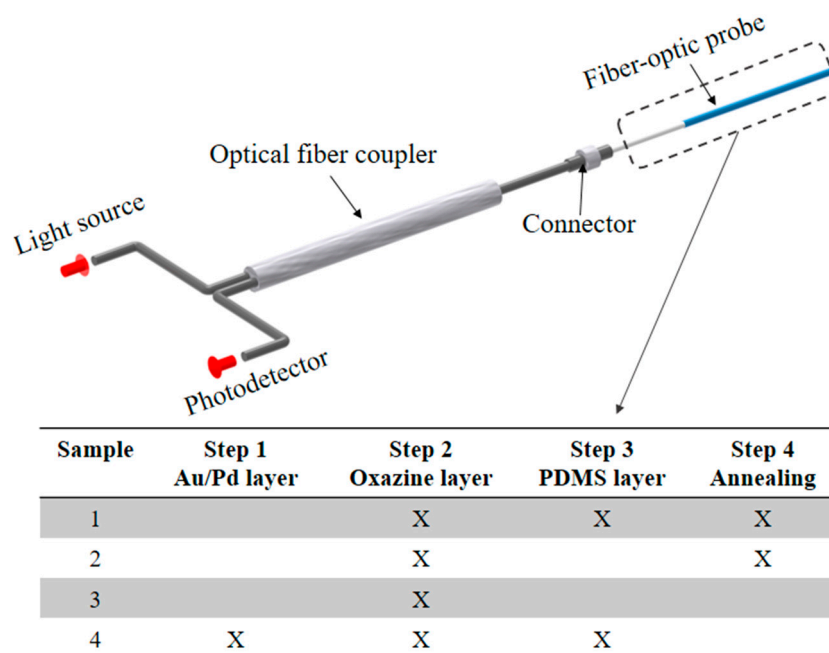 Fiber-optic probe
Optical fiber coupler
Connector
Light source
Photodetector
Sample Step 1 Step 2 Step 3 Step 4
Au/Pd layer Oxazine layer PDMS layer Annealing
1 X X X
2 X X
3 X
4 X X X